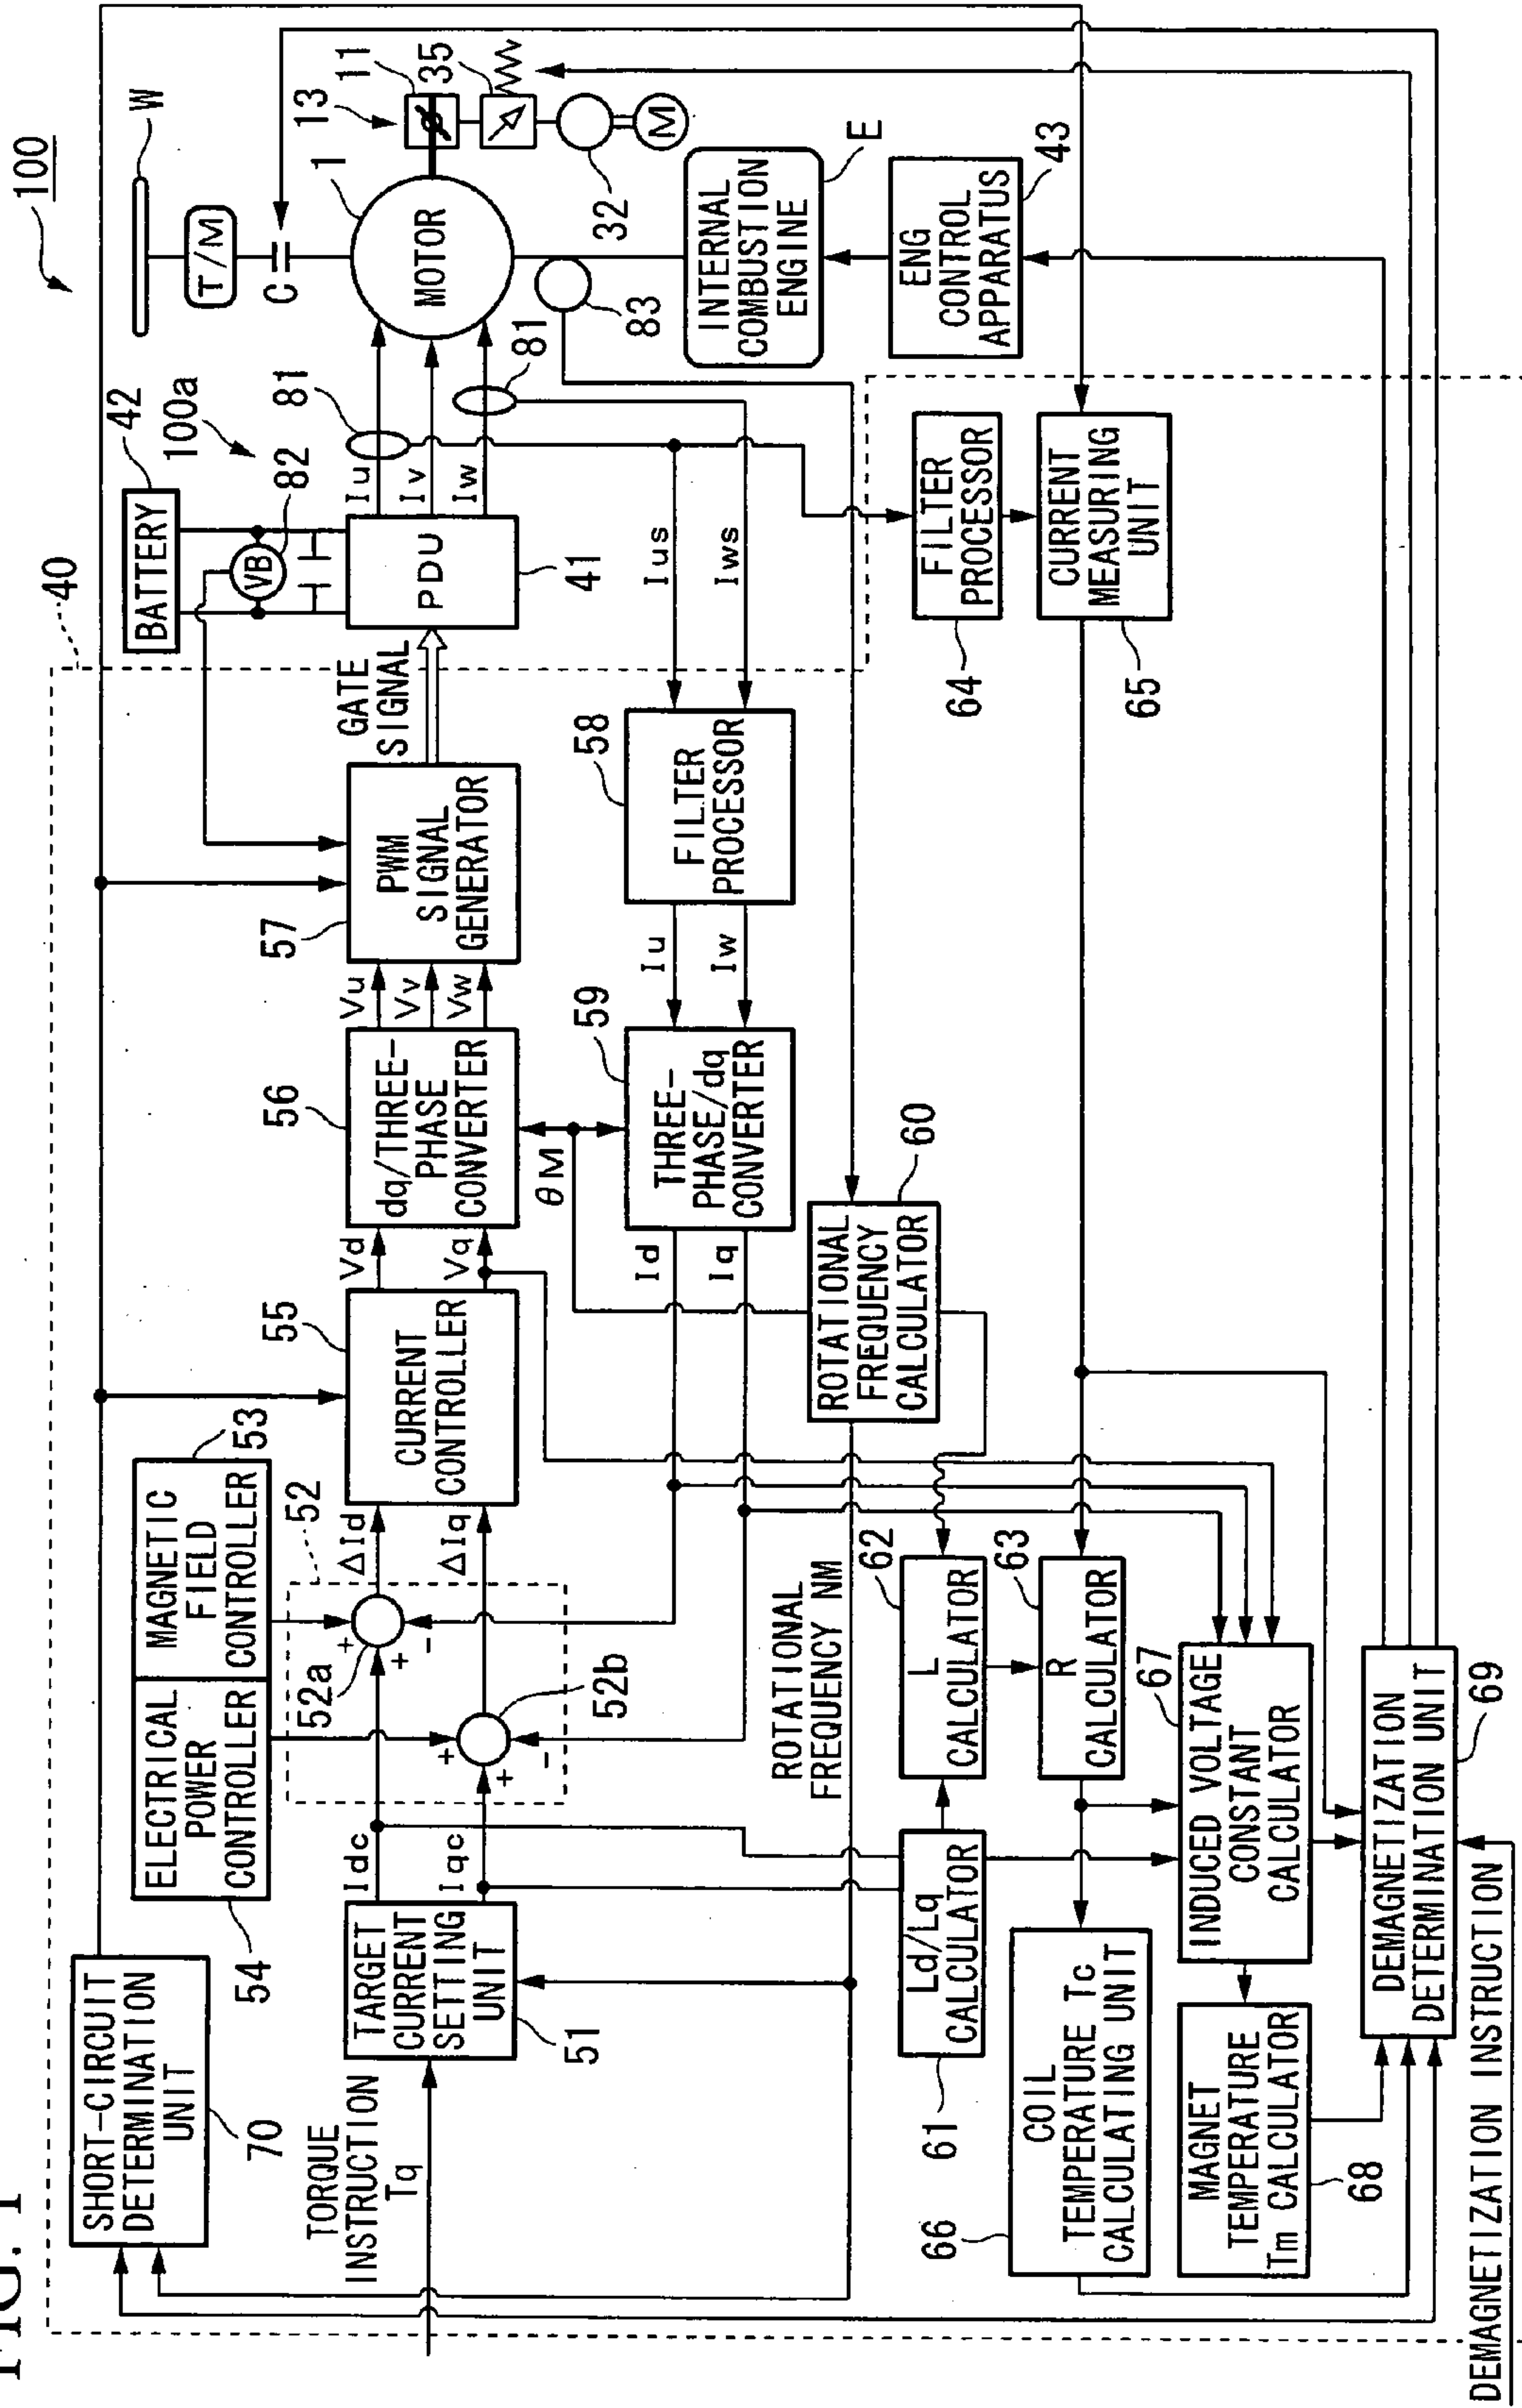 FIG. 1
100
W
T/M
C
1
MOTOR
13
11
35
M
32
83
E
INTERNAL
COMBUSTION
ENGINE
ENG
CONTROL
APPARATUS
43
BATTERY
42
100a
82
VB
PDU
41
81
81
Iu
Iv
Iw
Ius
Iws
40
GATE
SIGNAL
PWM
SIGNAL
GENERATOR
57
Vu
Vv
Vw
dq/THREE-
PHASE
CONVERTER
56
Vd
Vq
CURRENT
CONTROLLER
55
MAGNETIC
FIELD
CONTROLLER
53
ELECTRICAL
POWER
CONTROLLER
54
52
ΔId
ΔIq
52a
52b
+
+
-
+
+
-
Idc
Iqc
TARGET
CURRENT
SETTING
UNIT
51
SHORT-CIRCUIT
DETERMINATION
UNIT
70
TORQUE
INSTRUCTION
Tq
FILTER
PROCESSOR
58
Iu
Iw
THREE-
PHASE/dq
CONVERTER
59
θM
Id
Iq
ROTATIONAL
FREQUENCY
CALCULATOR
60
ROTATIONAL
FREQUENCY NM
FILTER
PROCESSOR
64
CURRENT
MEASURING
UNIT
65
Ld/Lq
CALCULATOR
61
L
CALCULATOR
62
R
CALCULATOR
63
COIL
TEMPERATURE Tc
CALCULATING UNIT
66
INDUCED VOLTAGE
CONSTANT
CALCULATOR
67
MAGNET
TEMPERATURE
Tm CALCULATOR
68
DEMAGNETIZATION
DETERMINATION UNIT
69
DEMAGNETIZATION INSTRUCTION